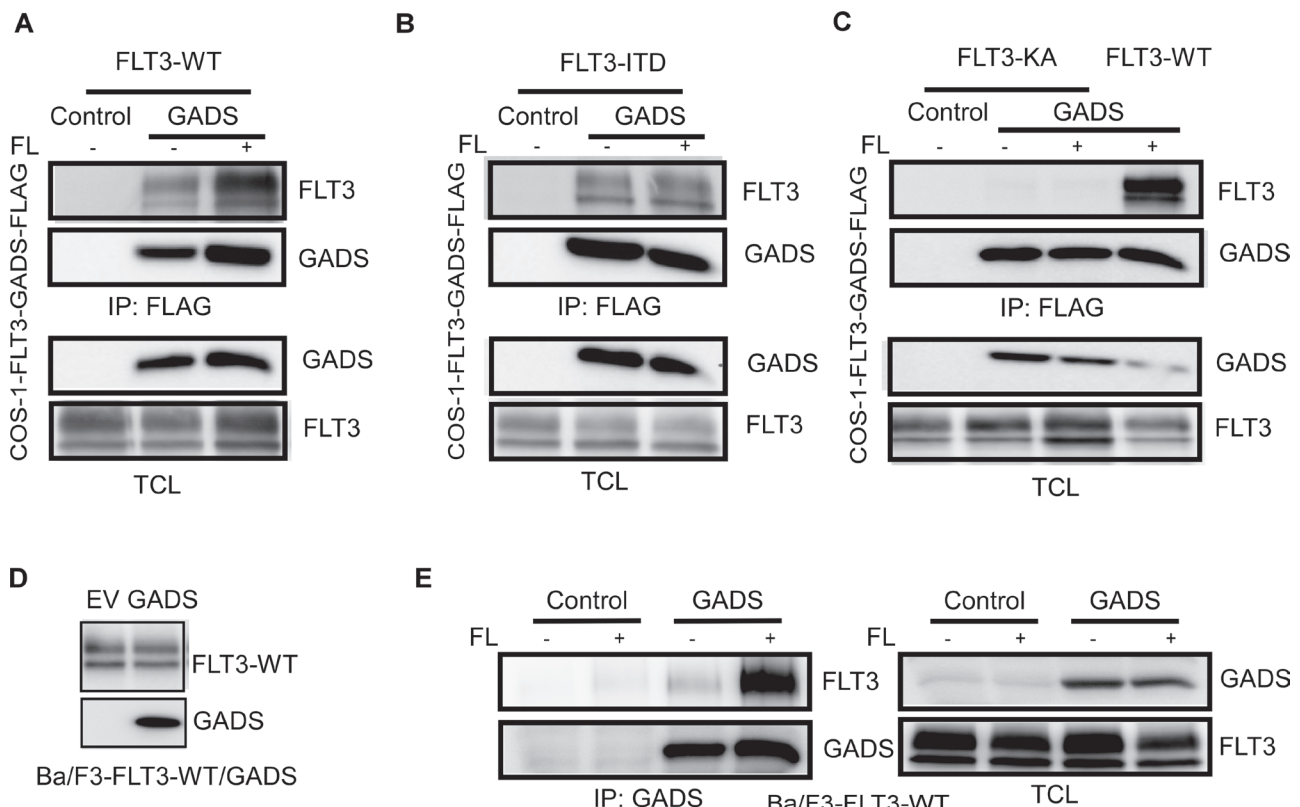 A
FLT3-WT
Control GADS
FL - - +
FLT3
GADS
IP: FLAG
GADS
FLT3
TCL
COS-1-FLT3-GADS-FLAG
B
FLT3-ITD
Control GADS
FL - - +
FLT3
GADS
IP: FLAG
GADS
FLT3
TCL
COS-1-FLT3-GADS-FLAG
C
FLT3-KA FLT3-WT
Control GADS
FL - - + +
FLT3
GADS
IP: FLAG
GADS
FLT3
TCL
COS-1-FLT3-GADS-FLAG
D
EV GADS
FLT3-WT
GADS
Ba/F3-FLT3-WT/GADS
E
Control GADS
FL - + - +
FLT3
GADS
IP: GADS
Control GADS
FL - + - +
GADS
FLT3
TCL
Ba/F3-FLT3-WT